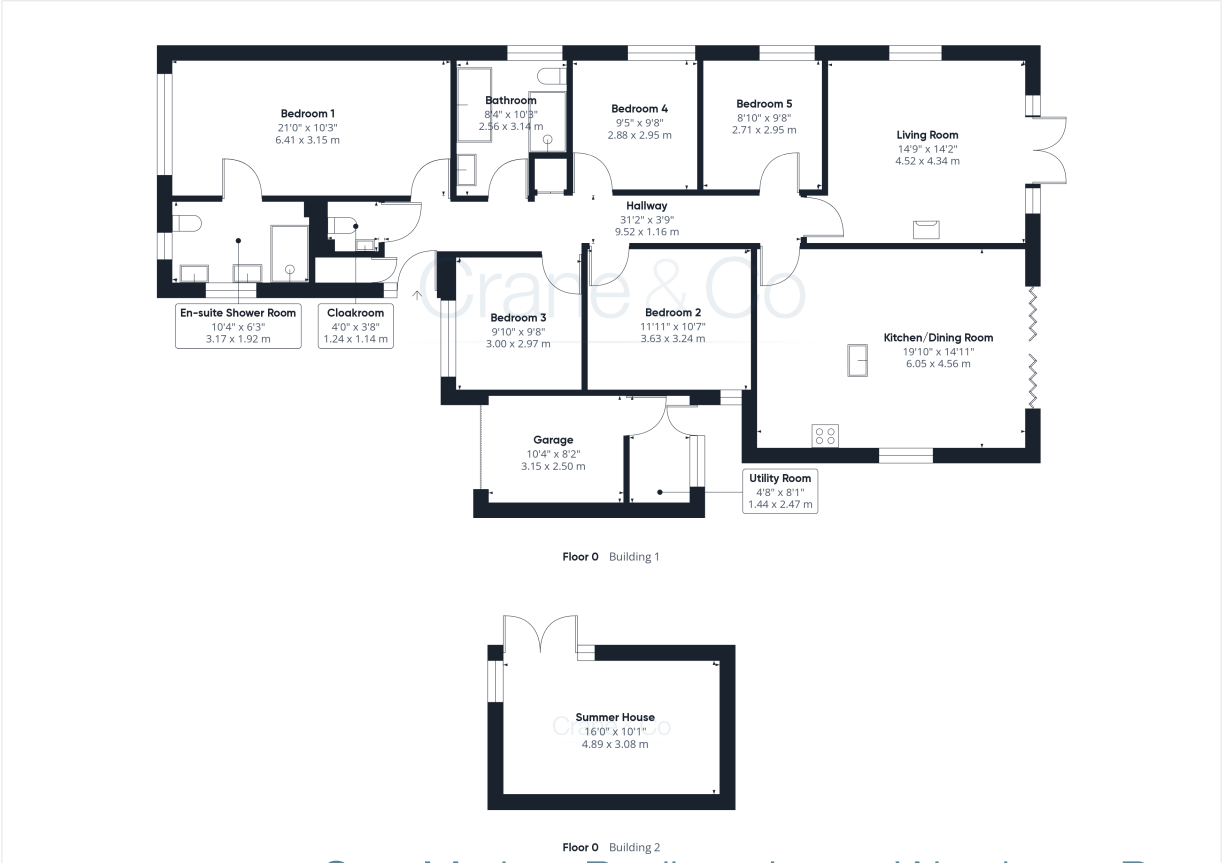 Bedroom 1
21'0" x 10'3"
6.41 x 3.15 m
Bathroom
8'4" x 10'3"
2.56 x 3.14 m
Bedroom 4
9'5" x 9'8"
2.88 x 2.95 m
Bedroom 5
8'10" x 9'8"
2.71 x 2.95 m
Living Room
14'9" x 14'2"
4.52 x 4.34 m
Hallway
31'2" x 3'9"
9.52 x 1.16 m
Crane & Co
En-suite Shower Room
10'4" x 6'3"
3.17 x 1.92 m
Cloakroom
4'0" x 3'8"
1.24 x 1.14 m
Bedroom 3
9'10" x 9'8"
3.00 x 2.97 m
Bedroom 2
11'11" x 10'7"
3.63 x 3.24 m
Kitchen/Dining Room
19'10" x 14'11"
6.05 x 4.56 m
Garage
10'4" x 8'2"
3.15 x 2.50 m
Utility Room
4'8" x 8'1"
1.44 x 2.47 m
Floor 0 Building 1
Summer House
Crane & Co
16'0" x 10'1"
4.89 x 3.08 m
Floor 0 Building 2